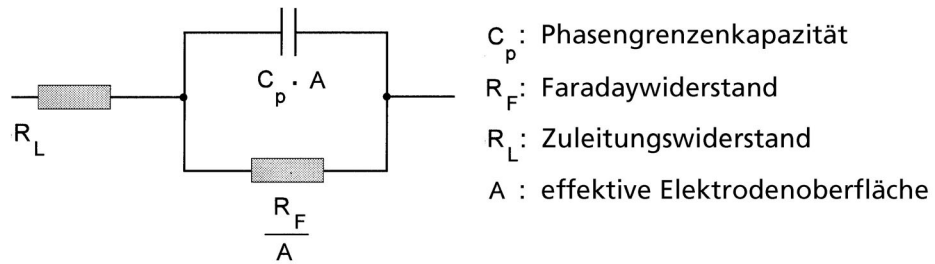 C_p · A
R_L
R_F
A
C_p: Phasengrenzenkapazität
R_F: Faradaywiderstand
R_L: Zuleitungswiderstand
A : effektive Elektrodenoberfläche